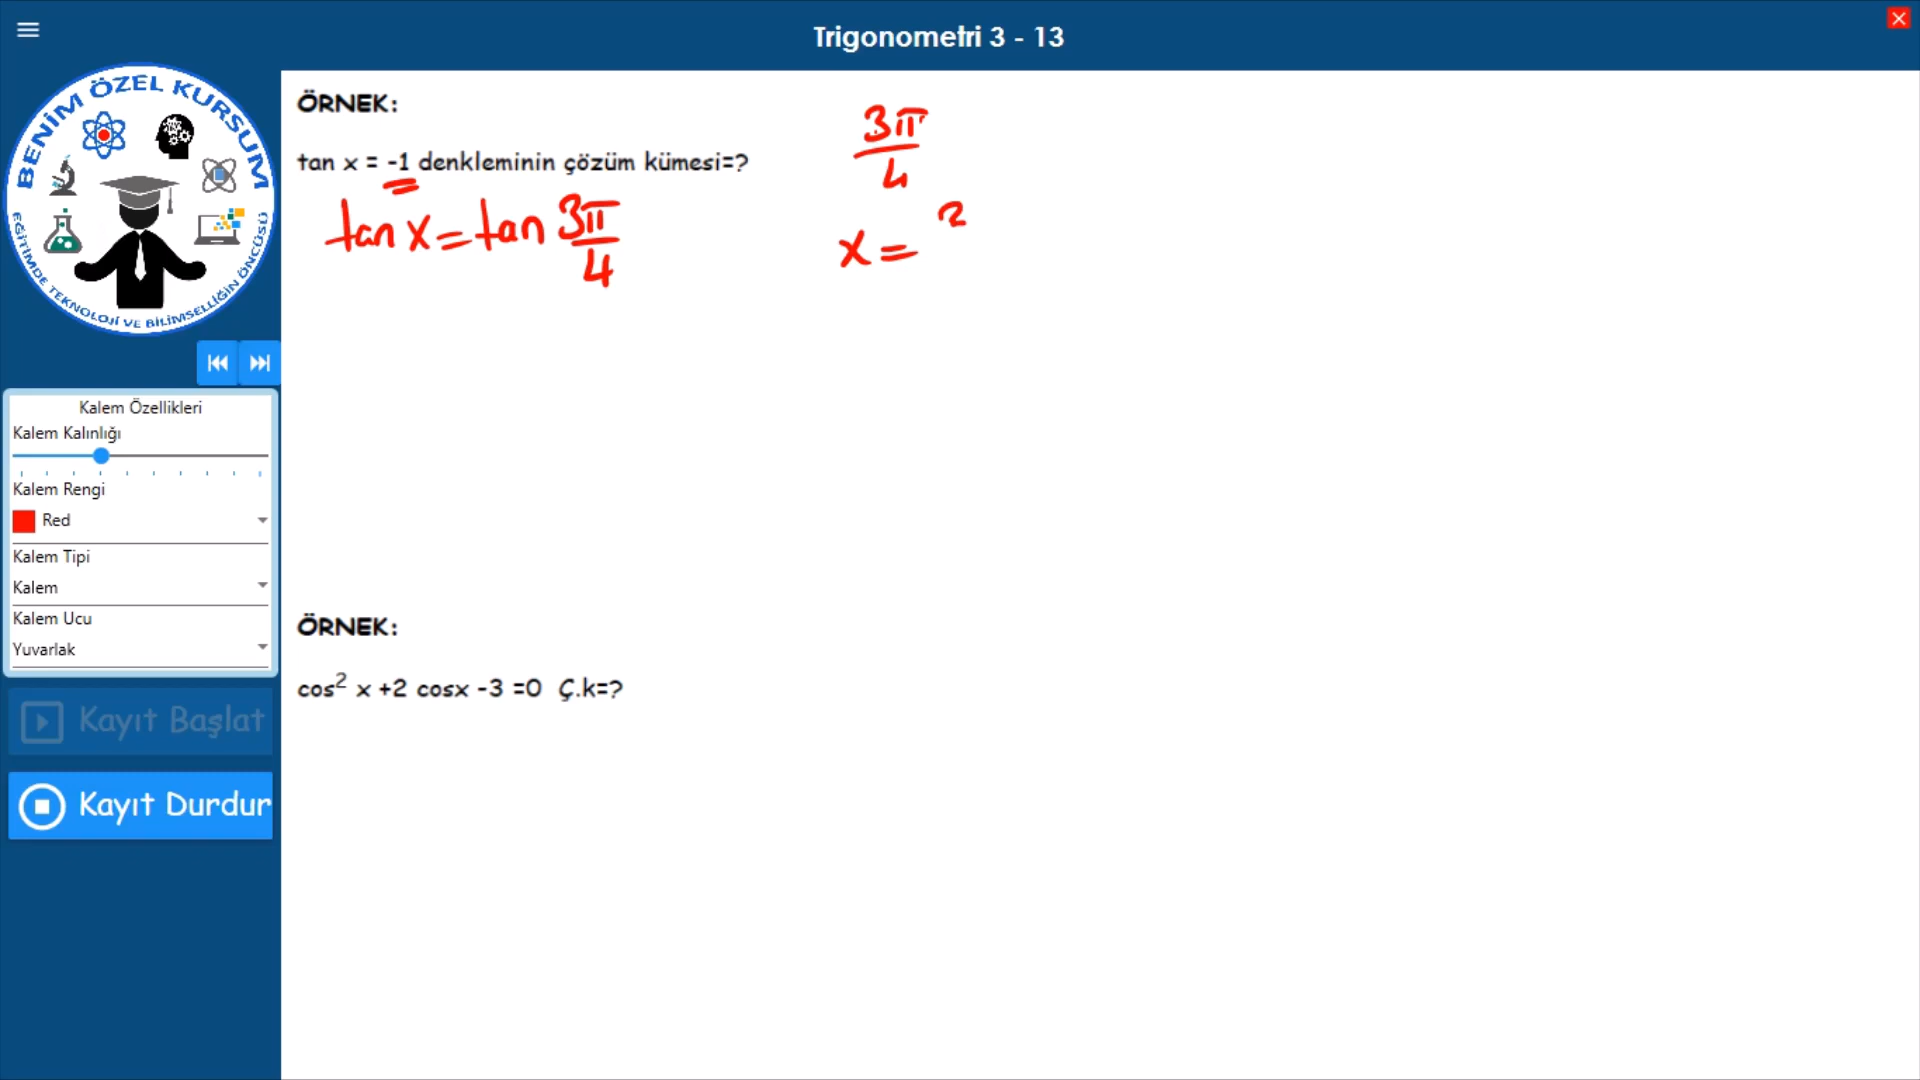 Trigonometri 3 - 13
BENİM ÖZEL KURSUM
EĞİTİMDE TEKNOLOJİ VE BİLİMSELLİĞİN ÖNCÜSÜ
Kalem Özellikleri
Kalem Kalınlığı
Kalem Rengi
Red
Kalem Tipi
Kalem
Kalem Ucu
Yuvarlak
Kayıt Başlat
Kayıt Durdur
ÖRNEK:
tan x = -1 denkleminin çözüm kümesi=?
tan x = tan 3π/4
3π/4
x =
ÖRNEK:
cos² x +2 cosx -3 =0 Ç.k=?